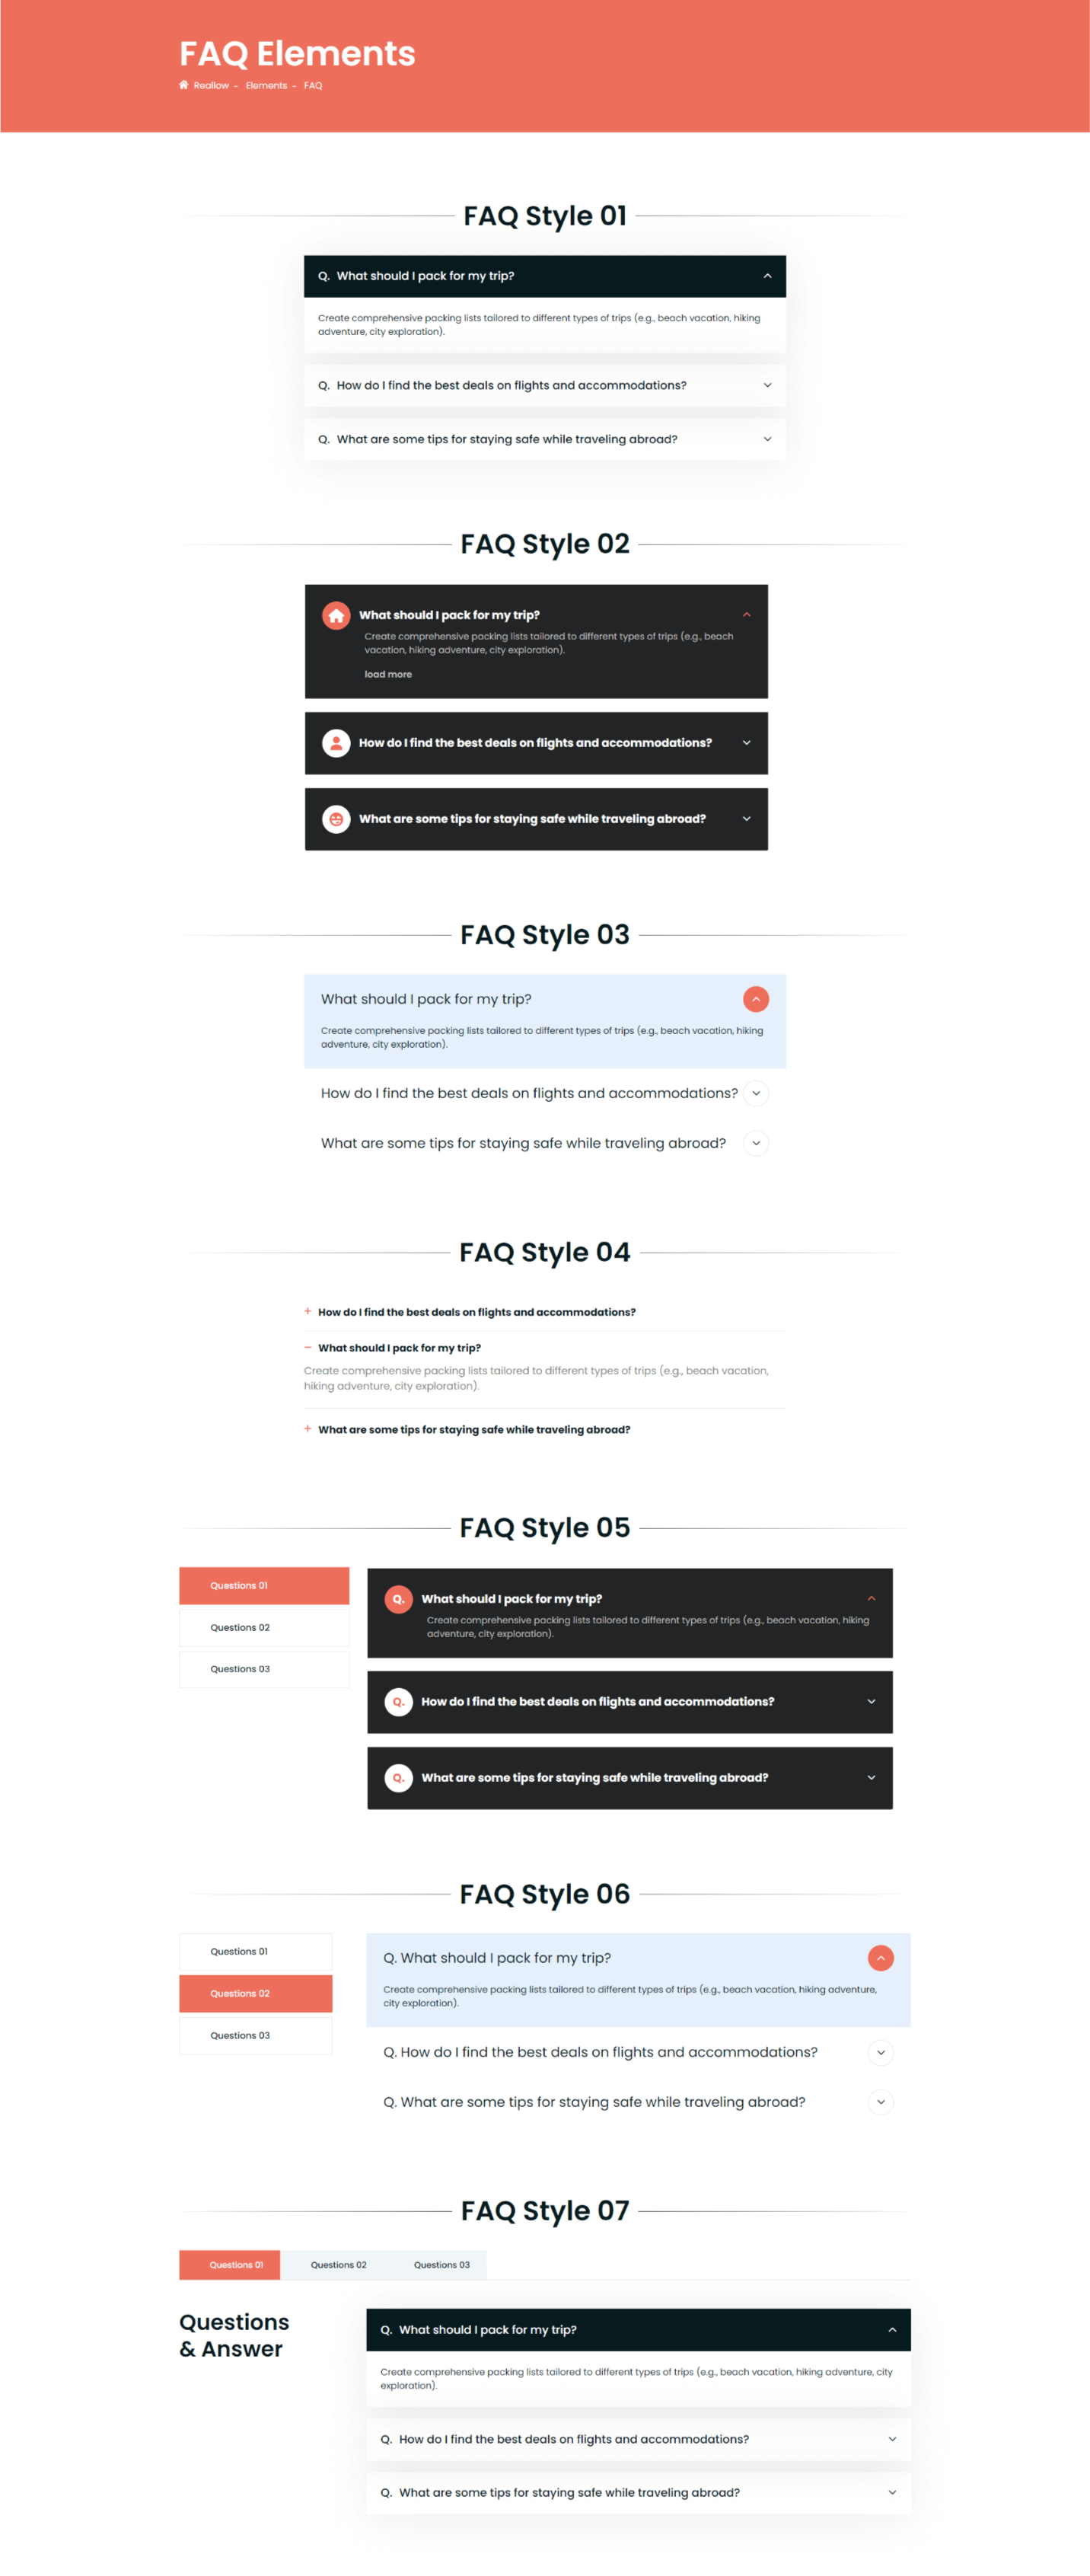 FAQ Elements
Reallow - Elements - FAQ
FAQ Style 01
Q. What should I pack for my trip?
Create comprehensive packing lists tailored to different types of trips (e.g., beach vacation, hiking
adventure, city exploration).
Q. How do I find the best deals on flights and accommodations?
Q. What are some tips for staying safe while traveling abroad?
FAQ Style 02
What should I pack for my trip?
Create comprehensive packing lists tailored to different types of trips (e.g., beach
vacation, hiking adventure, city exploration).
load more
How do I find the best deals on flights and accommodations?
What are some tips for staying safe while traveling abroad?
FAQ Style 03
What should I pack for my trip?
Create comprehensive packing lists tailored to different types of trips (e.g., beach vacation, hiking
adventure, city exploration).
How do I find the best deals on flights and accommodations?
What are some tips for staying safe while traveling abroad?
FAQ Style 04
+ How do I find the best deals on flights and accommodations?
− What should I pack for my trip?
Create comprehensive packing lists tailored to different types of trips (e.g., beach vacation,
hiking adventure, city exploration).
+ What are some tips for staying safe while traveling abroad?
FAQ Style 05
Questions 01
Questions 02
Questions 03
Q. What should I pack for my trip?
Create comprehensive packing lists tailored to different types of trips (e.g., beach vacation, hiking
adventure, city exploration).
Q. How do I find the best deals on flights and accommodations?
Q. What are some tips for staying safe while traveling abroad?
FAQ Style 06
Questions 01
Questions 02
Questions 03
Q. What should I pack for my trip?
Create comprehensive packing lists tailored to different types of trips (e.g., beach vacation, hiking adventure,
city exploration).
Q. How do I find the best deals on flights and accommodations?
Q. What are some tips for staying safe while traveling abroad?
FAQ Style 07
Questions 01 Questions 02 Questions 03
Questions
& Answer
Q. What should I pack for my trip?
Create comprehensive packing lists tailored to different types of trips (e.g., beach vacation, hiking adventure, city
exploration).
Q. How do I find the best deals on flights and accommodations?
Q. What are some tips for staying safe while traveling abroad?